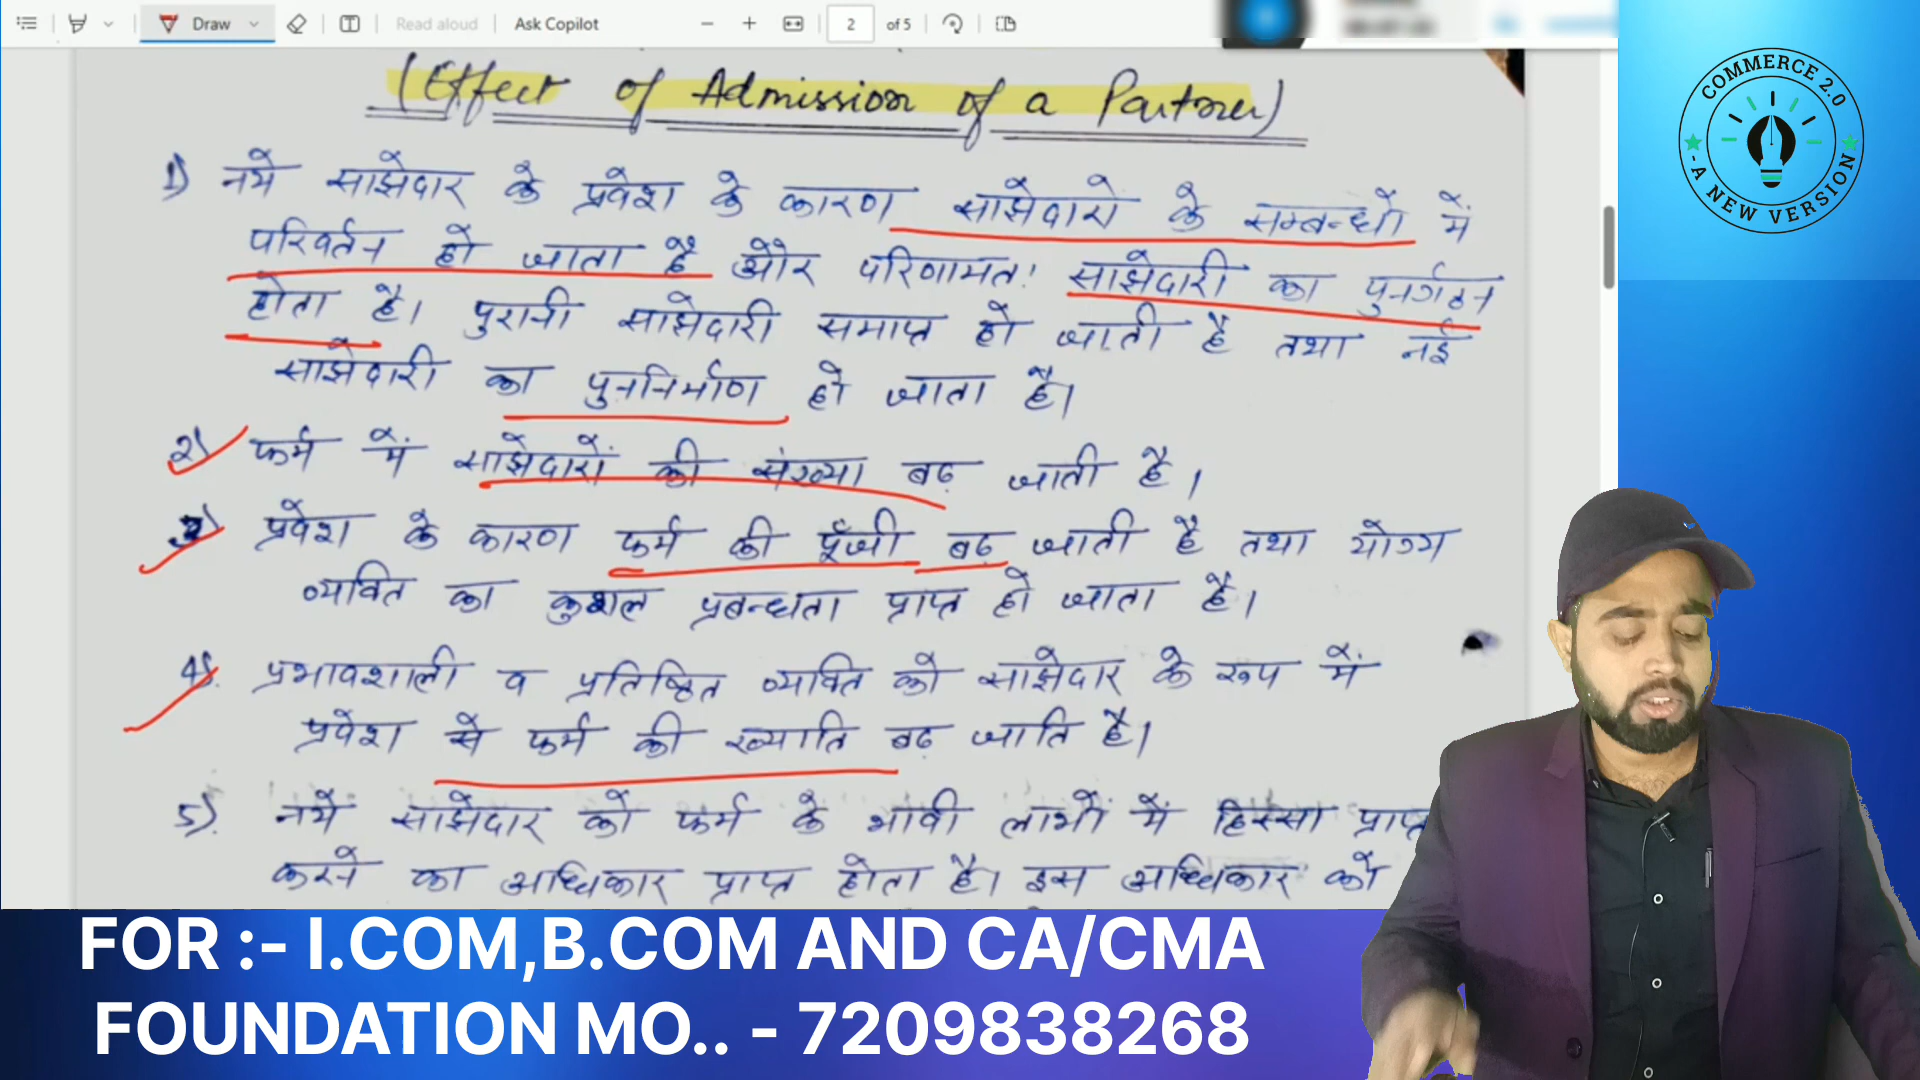 Draw
Read aloud
Ask Copilot
2 of 5
(Effect of Admission of a Partner)
1) नये साझेदार के प्रवेश के कारण साझेदारो के सम्बन्धों में
परिवर्तन हो जाता है और परिणामत: साझेदारी का पुनर्गठन
होता है। पुरानी साझेदारी समाप्त हो जाती है तथा नई
साझेदारी का पुननिर्माण हो जाता है।
2) फर्म में साझेदारों की संख्या बढ़ जाती है।
3) प्रवेश के कारण फर्म की पूँजी बढ़ जाती है तथा योग्य
व्यक्ति का कुशल प्रबन्धता प्राप्त हो जाता है।
4). प्रभावशाली व प्रतिष्ठित व्यक्ति को साझेदार के रूप में
प्रवेश से फर्म की ख्याति बढ़ जाति है।
5). नये साझेदार को फर्म के भावी लाभों में हिस्सा प्राप्त
करने का अधिकार प्राप्त होता है। इस अधिकार को
COMMERCE 2.0
-A NEW VERSION
FOR :- I.COM,B.COM AND CA/CMA
FOUNDATION MO.. - 7209838268